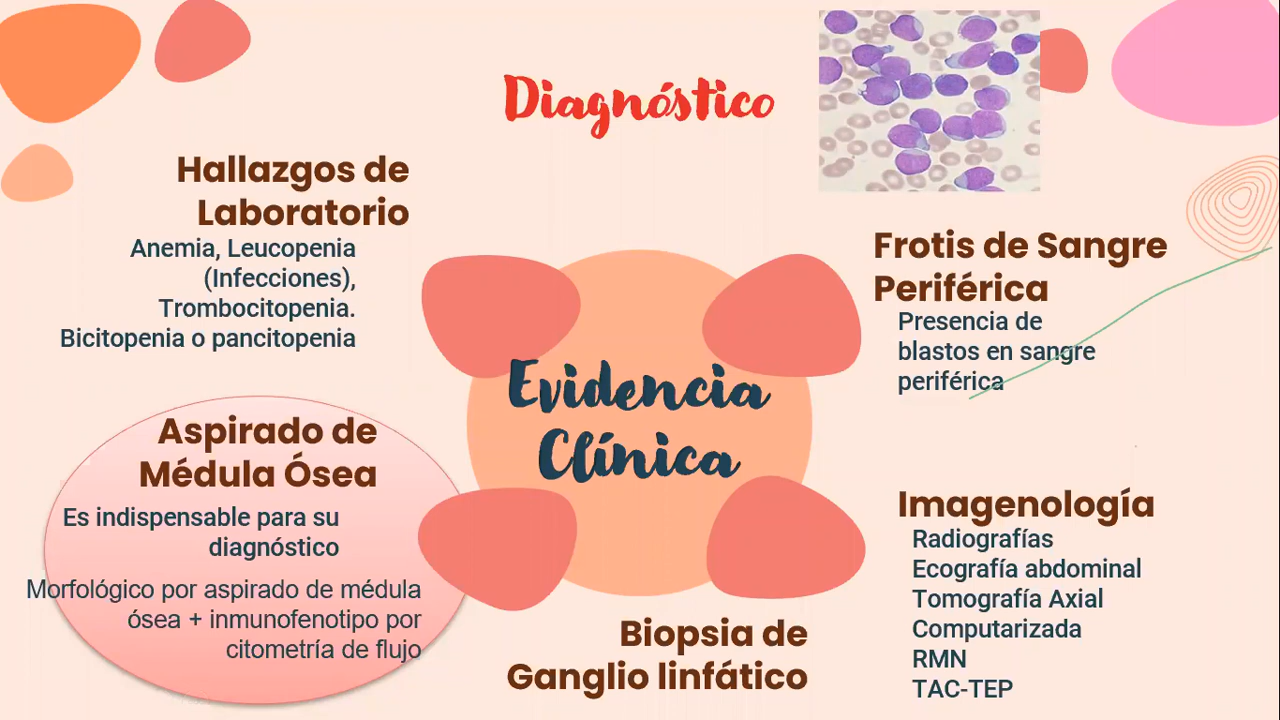 Diagnóstico
Hallazgos de
Laboratorio
Anemia, Leucopenia
(Infecciones),
Trombocitopenia.
Bicitopenia o pancitopenia
Frotis de Sangre
Periférica
Presencia de
blastos en sangre
periférica
Evidencia
Clínica
Aspirado de
Médula Ósea
Es indispensable para su
diagnóstico
Morfológico por aspirado de médula
ósea + inmunofenotipo por
citometría de flujo
Biopsia de
Ganglio linfático
Imagenología
Radiografías
Ecografía abdominal
Tomografía Axial
Computarizada
RMN
TAC-TEP